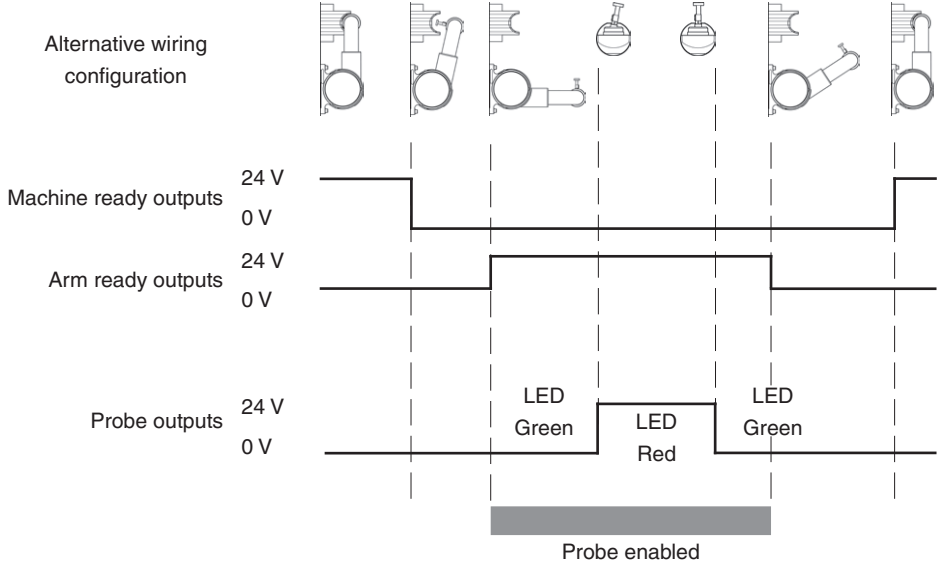 Alternative wiring
configuration
24 V
Machine ready outputs
0 V
24 V
Arm ready outputs
0 V
LED
Green
LED
Green
24 V
Probe outputs
0 V
LED
Red
Probe enabled